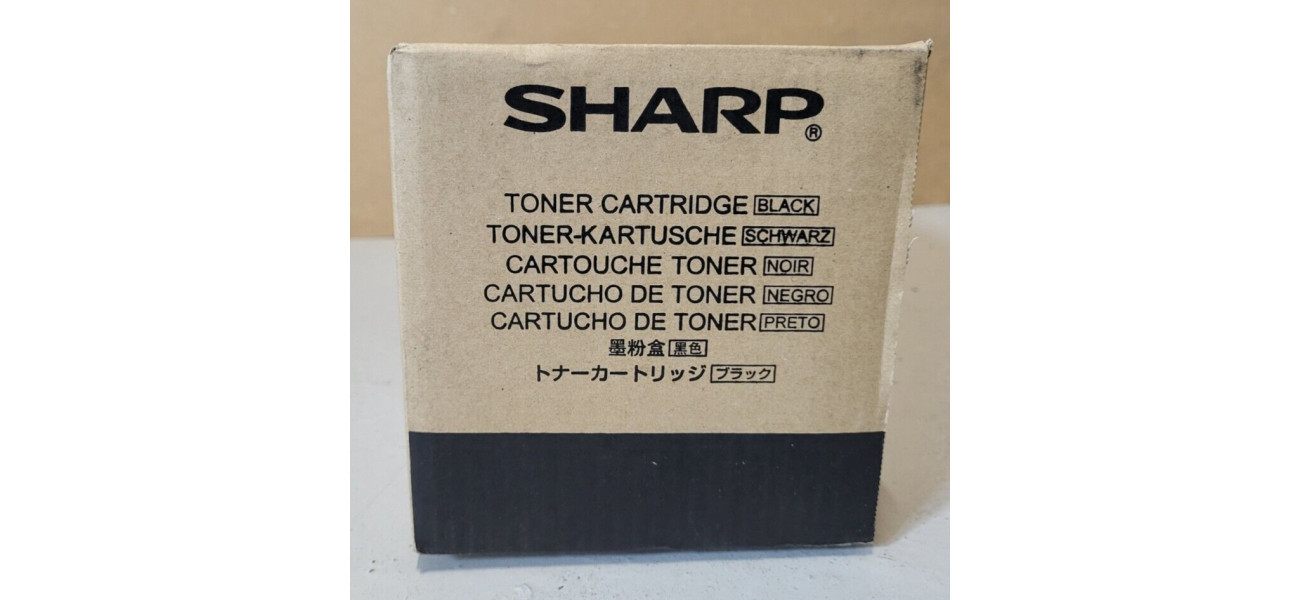 SHARP®
TONER CARTRIDGE BLACK
TONER-KARTUSCHE SCHWARZ
CARTOUCHE TONER NOIR
CARTUCHO DE TONER NEGRO
CARTUCHO DE TONER PRETO
墨粉盒 黑色
トナーカートリッジ ブラック